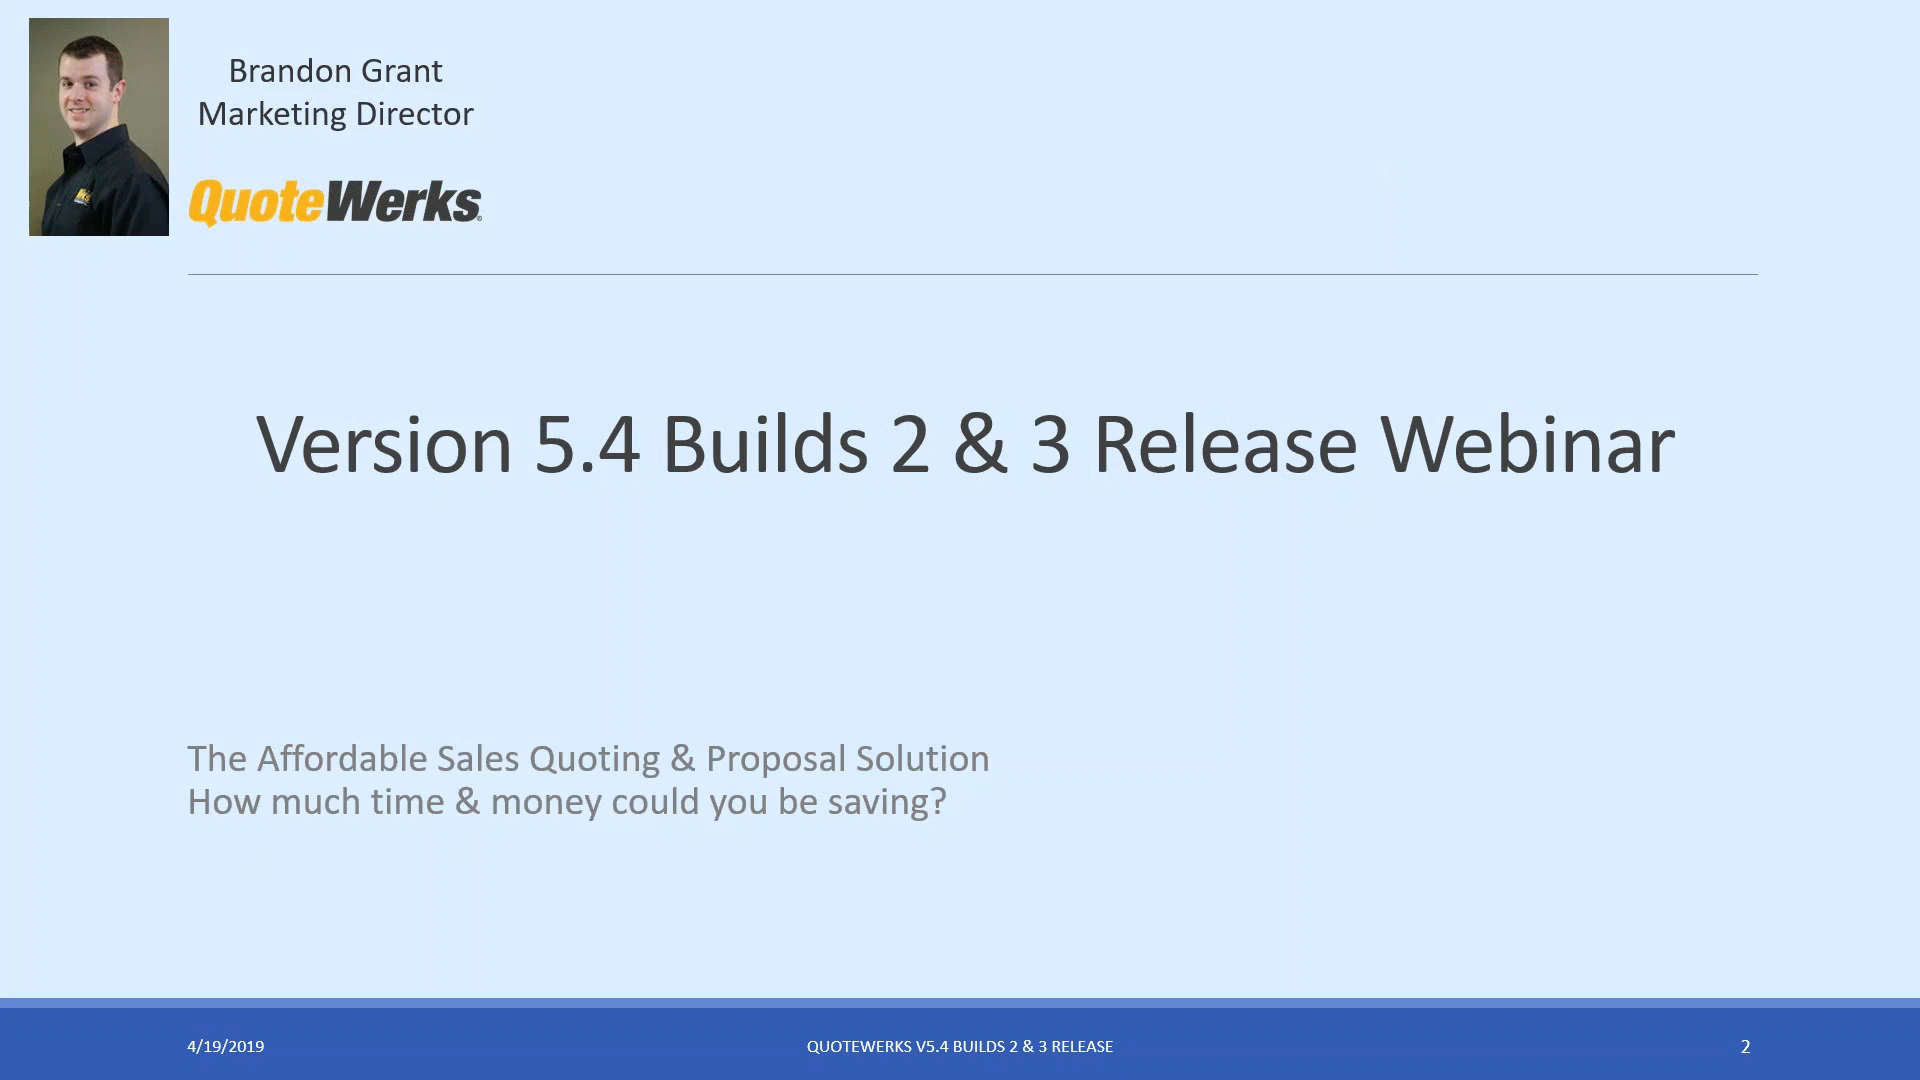 Brandon Grant
Marketing Director
QuoteWerks
Version 5.4 Builds 2 & 3 Release Webinar
The Affordable Sales Quoting & Proposal Solution
How much time & money could you be saving?
4/19/2019
QUOTEWERKS V5.4 BUILDS 2 & 3 RELEASE
2